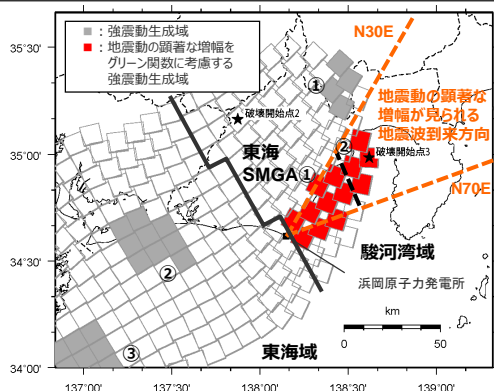 ：強震動生成域
：地震動の顕著な増幅を
グリーン関数に考慮する
強震動生成域
N30E
地震動の顕著な
増幅が見られる
地震波到来方向
N70E
①
破壊開始点2
②
破壊開始点3
東海
SMGA①
駿河湾域
浜岡原子力発電所
②
③
東海域
km
0
50
35°30'
35°00'
34°30'
34°00'
137°00'
137°30'
138°00'
138°30'
139°00'